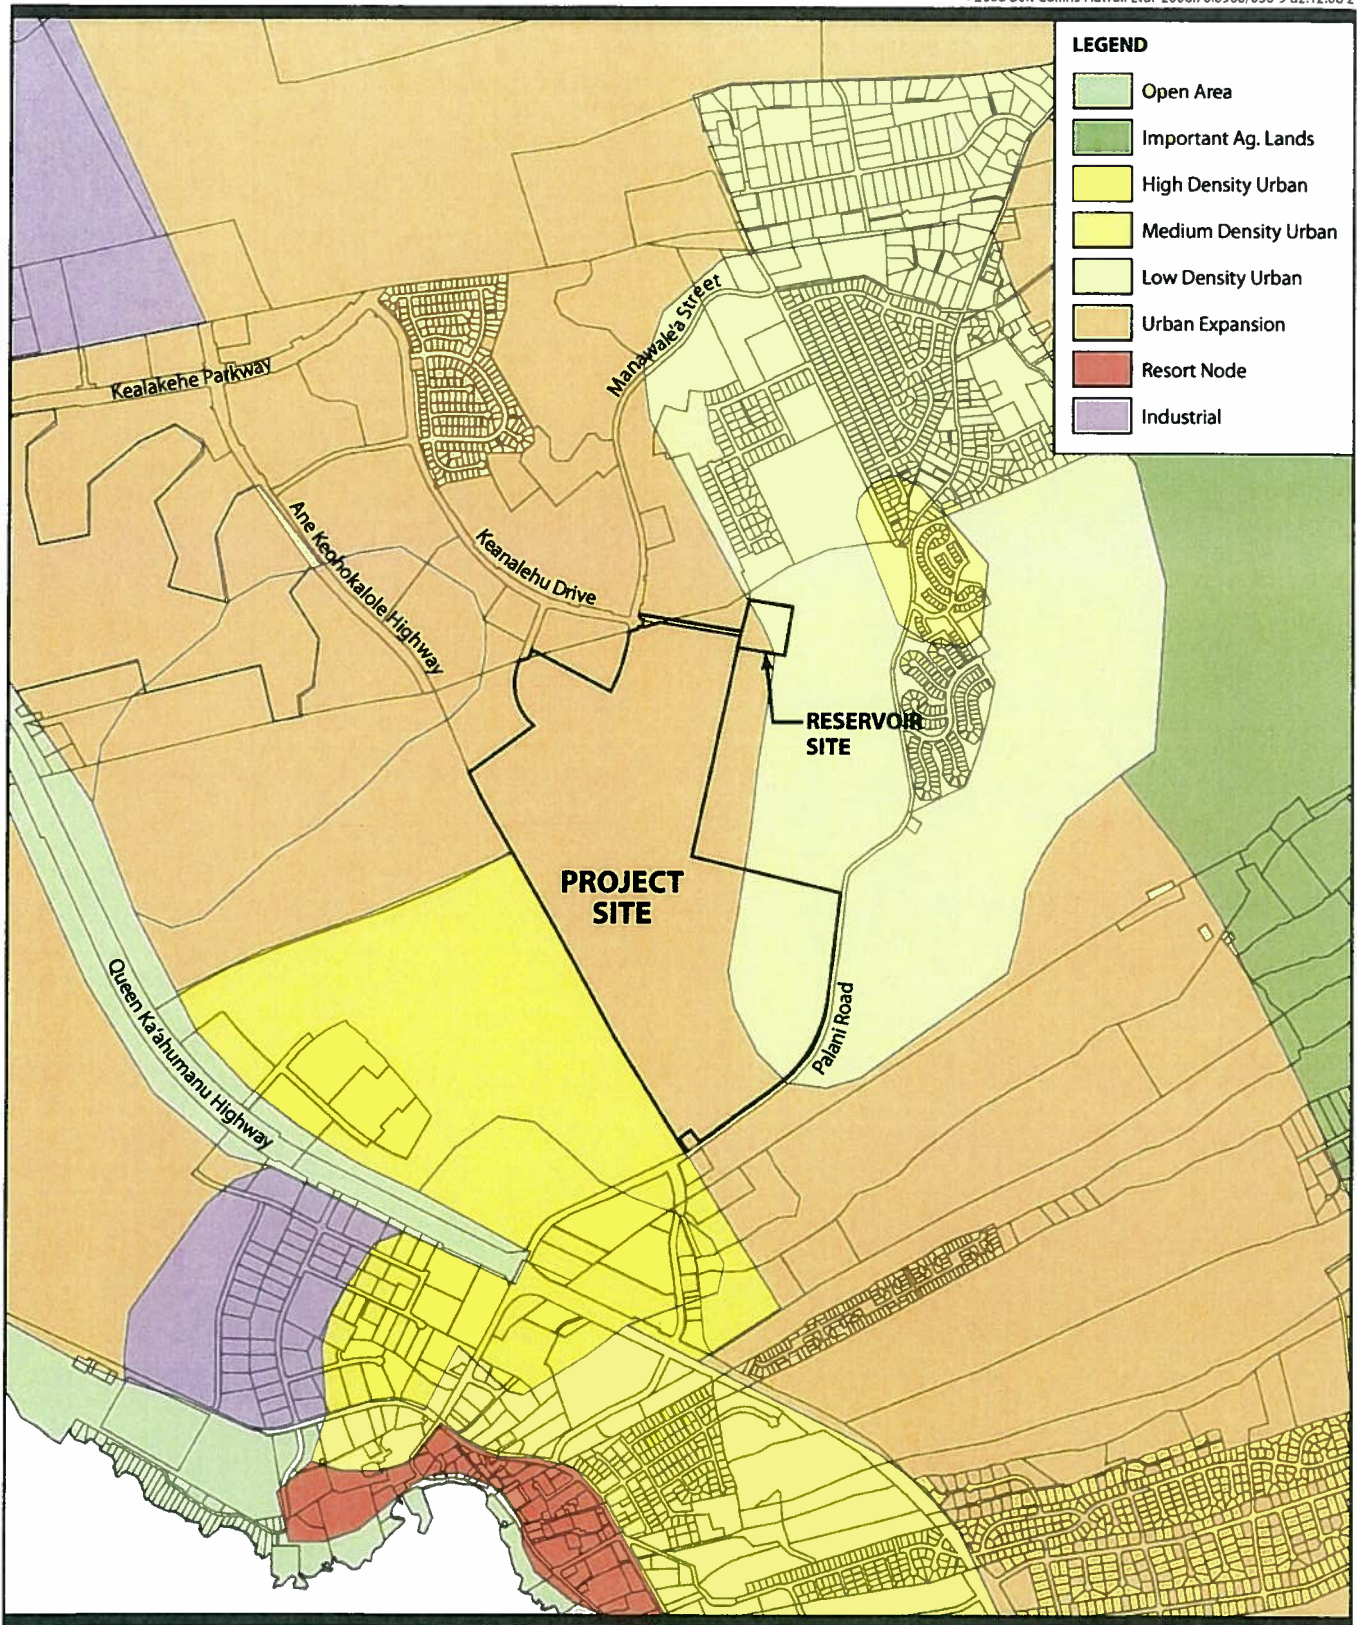 LEGEND
Open Area
Important Ag. Lands
High Density Urban
Medium Density Urban
Low Density Urban
Urban Expansion
Resort Node
Industrial
Manawale'a Street
Kealakehe Parkway
Ane Keohokalole Highway
Keanalehu Drive
RESERVOIR
SITE
PROJECT
SITE
Queen Ka'ahumanu Highway
Palani Road